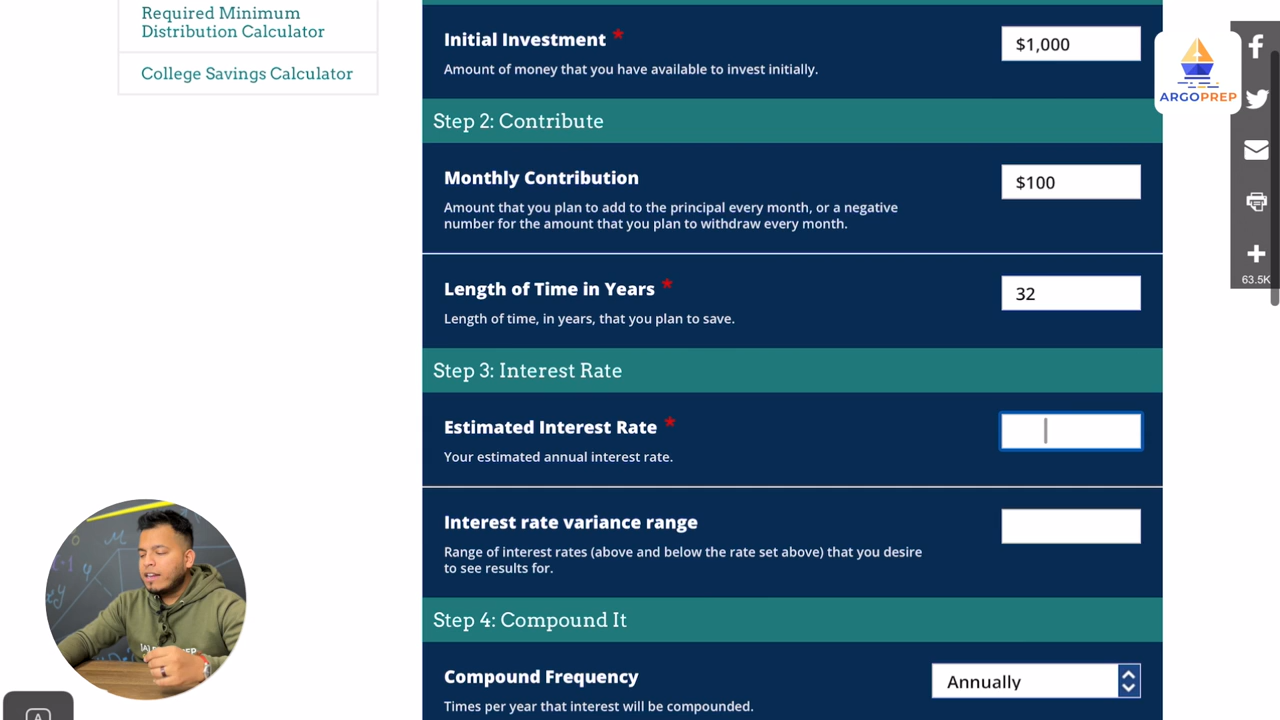 Required Minimum
Distribution Calculator
College Savings Calculator
Initial Investment *
$1,000
Amount of money that you have available to invest initially.
Step 2: Contribute
Monthly Contribution
$100
Amount that you plan to add to the principal every month, or a negative
number for the amount that you plan to withdraw every month.
Length of Time in Years *
32
Length of time, in years, that you plan to save.
Step 3: Interest Rate
Estimated Interest Rate *
Your estimated annual interest rate.
Interest rate variance range
Range of interest rates (above and below the rate set above) that you desire
to see results for.
Step 4: Compound It
Compound Frequency
Annually
Times per year that interest will be compounded.
ARGOPREP
63.5K